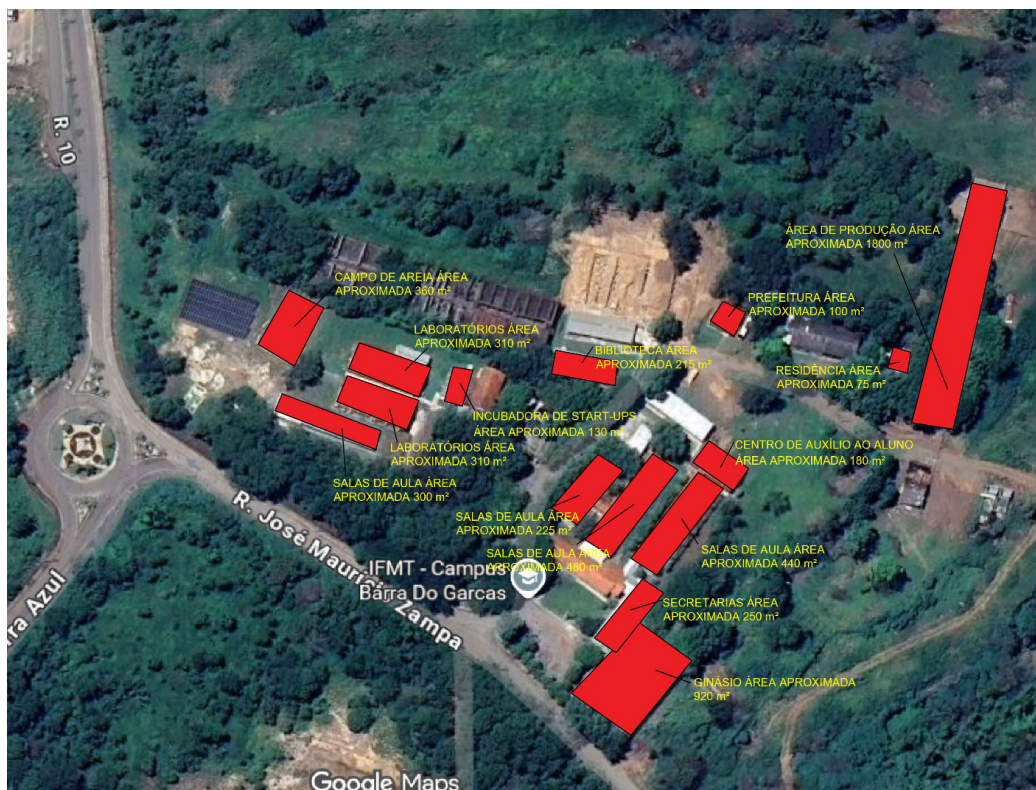 R. 10
ÁREA DE PRODUÇÃO ÁREA
APROXIMADA 1800 m²
CAMPO DE AREIA ÁREA
APROXIMADA 360 m²
PREFEITURA ÁREA
APROXIMADA 100 m²
LABORATÓRIOS ÁREA
APROXIMADA 310 m²
BIBLIOTECA ÁREA
APROXIMADA 215 m²
RESIDÊNCIA ÁREA
APROXIMADA 75 m²
INCUBADORA DE START-UPS
ÁREA APROXIMADA 130 m²
CENTRO DE AUXÍLIO AO ALUNO
ÁREA APROXIMADA 180 m²
LABORATÓRIOS ÁREA
APROXIMADA 310 m²
SALAS DE AULA ÁREA
APROXIMADA 300 m²
SALAS DE AULA ÁREA
APROXIMADA 225 m²
SALAS DE AULA ÁREA
APROXIMADA 480 m²
SALAS DE AULA ÁREA
APROXIMADA 440 m²
R. José Maurício Zampa
IFMT - Campus
Barra Do Garcas
rra Azul
SECRETARIAS ÁREA
APROXIMADA 250 m²
GINÁSIO ÁREA APROXIMADA
920 m²
Google Maps